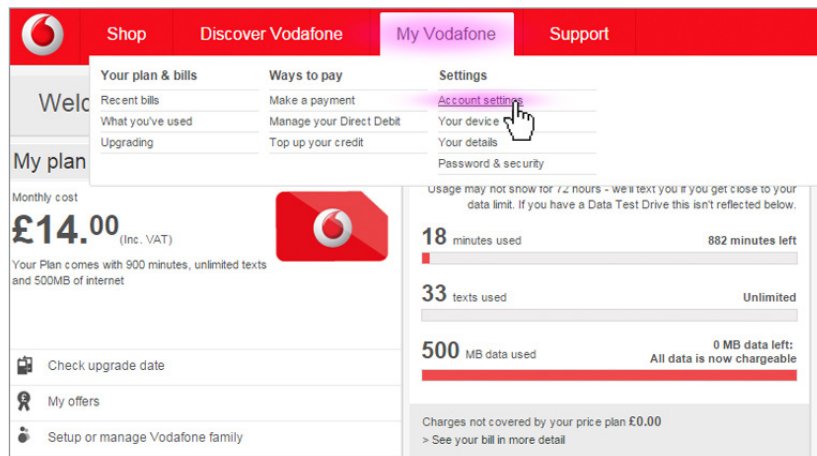 Shop
Discover Vodafone
My Vodafone
Support
Your plan & bills
Recent bills
What you've used
Upgrading
Ways to pay
Make a payment
Manage your Direct Debit
Top up your credit
Settings
Account settings
Your device
Your details
Password & security
Welc
My plan
Monthly cost
£14.00 (Inc. VAT)
Your Plan comes with 900 minutes, unlimited texts
and 500MB of internet
Check upgrade date
My offers
Setup or manage Vodafone family
Usage may not show for 72 hours - we'll text you if you get close to your
data limit. If you have a Data Test Drive this isn't reflected below.
18 minutes used
882 minutes left
33 texts used
Unlimited
500 MB data used
0 MB data left:
All data is now chargeable
Charges not covered by your price plan £0.00
> See your bill in more detail